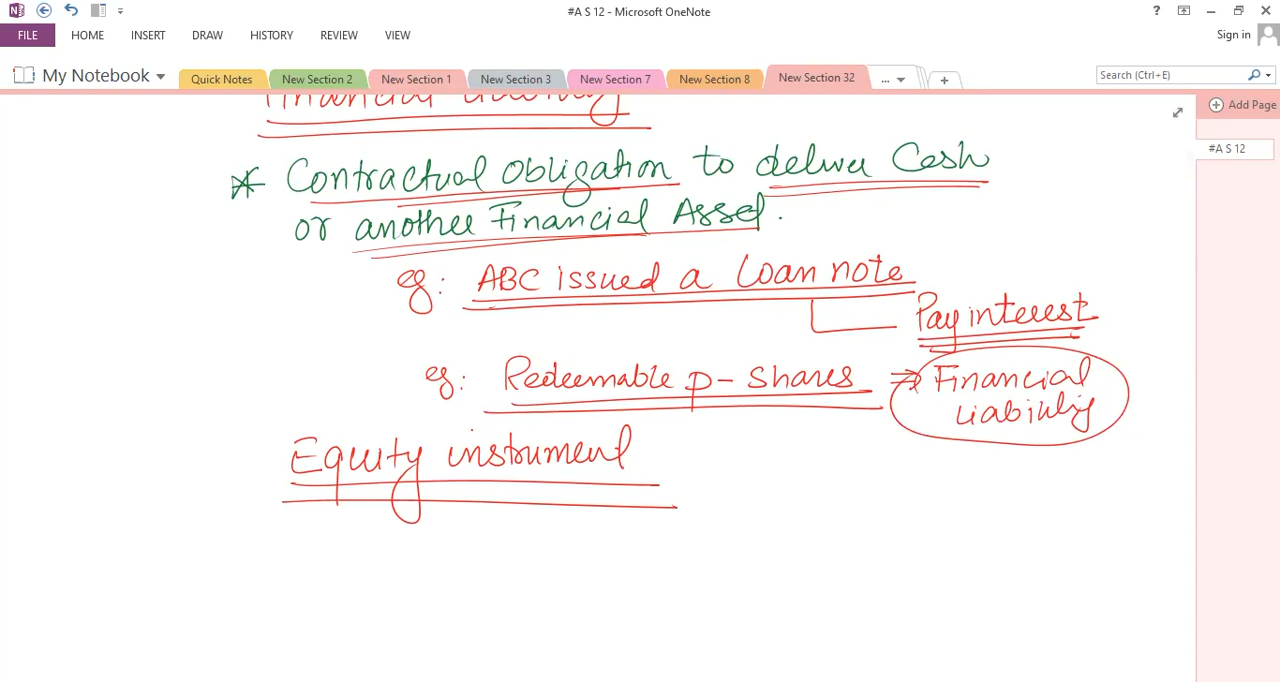 #A S 12 - Microsoft OneNote
?
Sign in
FILE HOME INSERT DRAW HISTORY REVIEW VIEW
My Notebook
Quick Notes New Section 2 New Section 1 New Section 3 New Section 7 New Section 8 New Section 32 ... +
Search (Ctrl+E)
Add Page
#A S 12
Financial Liability
Contractual Obligation to deliver Cash
or another Financial Asset.
eg: ABC issued a Loan note
Pay interest
eg: Redeemable p-shares ⇒ Financial
Liability
Equity instrument